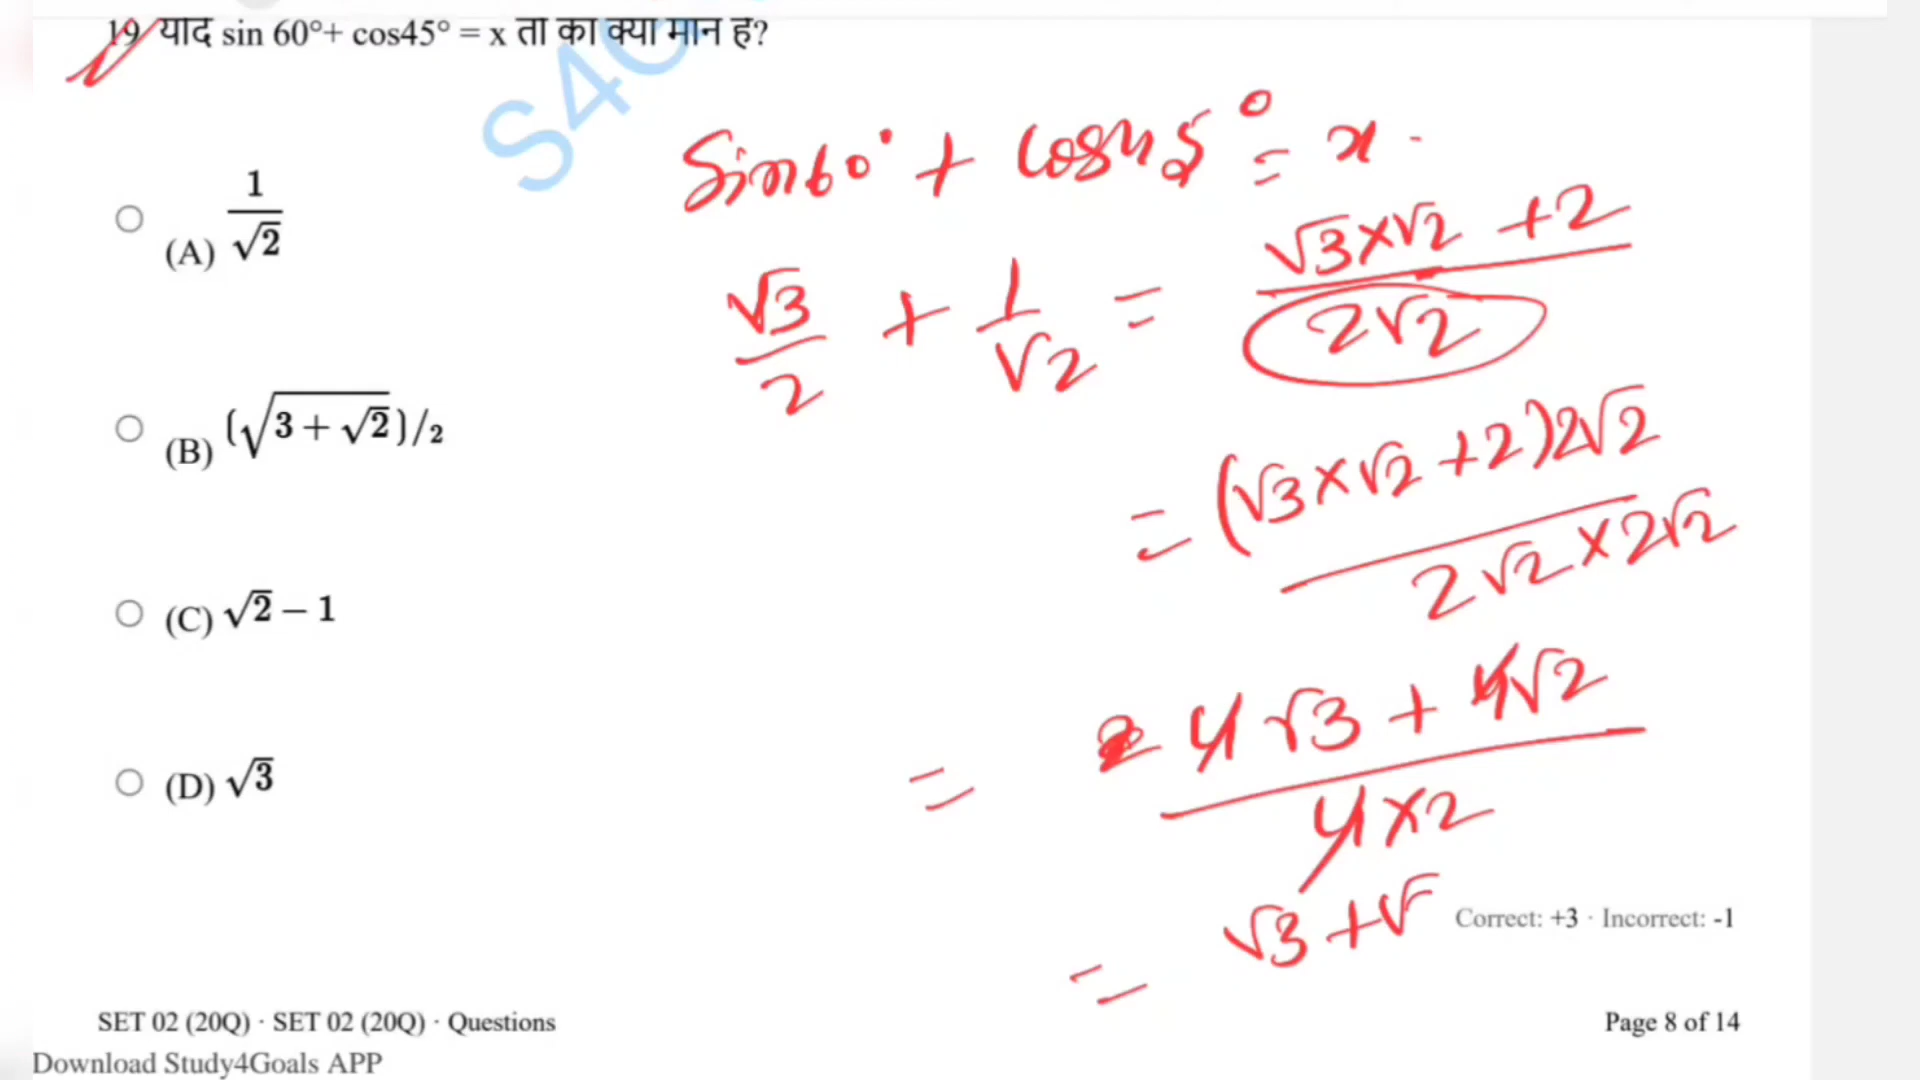 19 याद sin 60°+ cos45° = x ता का क्या मान ह?
S4G
(A) 1/√2
(B) (√(3 + √2))/2
(C) √2 − 1
(D) √3
Sin60° + Cos45° = x
√3/2 + 1/√2 = (√3×√2 +2)/(2√2)
= (√3×√2 +2)2√2 / 2√2×2√2
= 4√3 + 4√2 / 4×2
= √3 +√
Correct: +3 · Incorrect: -1
SET 02 (20Q) · SET 02 (20Q) · Questions
Page 8 of 14
Download Study4Goals APP